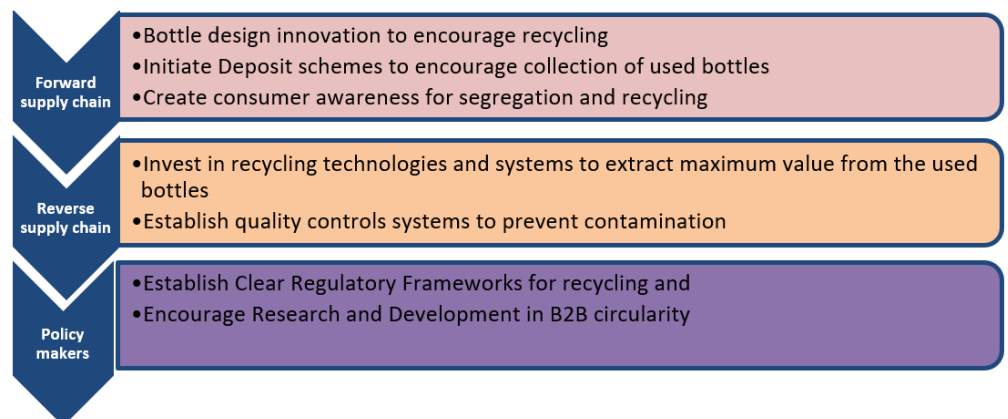 Forward
supply chain
•Bottle design innovation to encourage recycling
•Initiate Deposit schemes to encourage collection of used bottles
•Create consumer awareness for segregation and recycling
Reverse
supply chain
•Invest in recycling technologies and systems to extract maximum value from the used
bottles
•Establish quality controls systems to prevent contamination
Policy
makers
•Establish Clear Regulatory Frameworks for recycling and
•Encourage Research and Development in B2B circularity